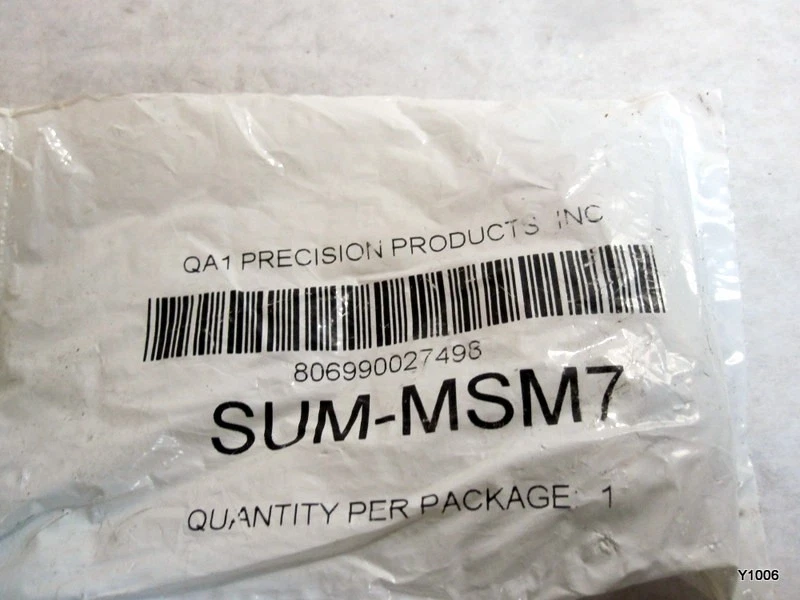 QA1 PRECISION PRODUCTS INC
806990027498
SUM-MSM7
QUANTITY PER PACKAGE: 1
Y1006